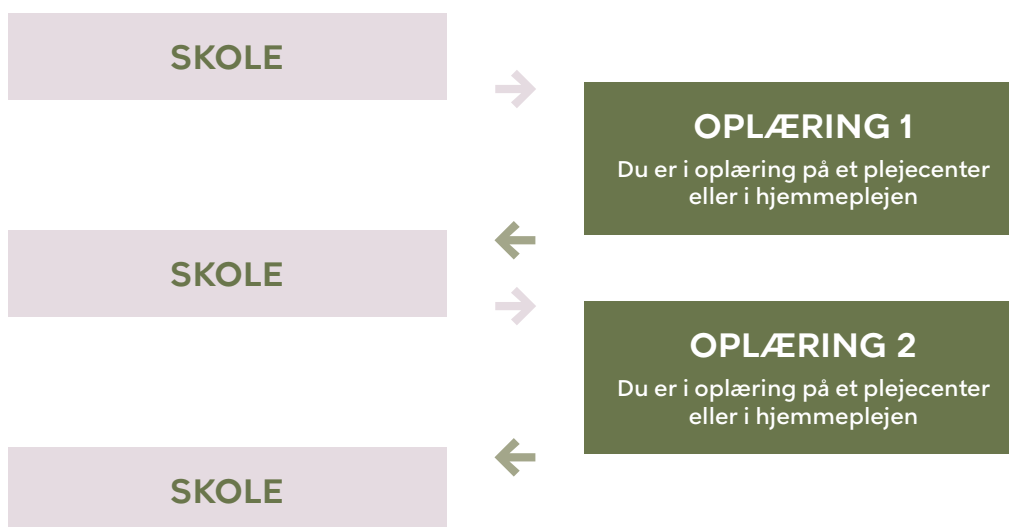 SKOLE
OPLÆRING 1
Du er i oplæring på et plejecenter
eller i hjemmeplejen
SKOLE
OPLÆRING 2
Du er i oplæring på et plejecenter
eller i hjemmeplejen
SKOLE